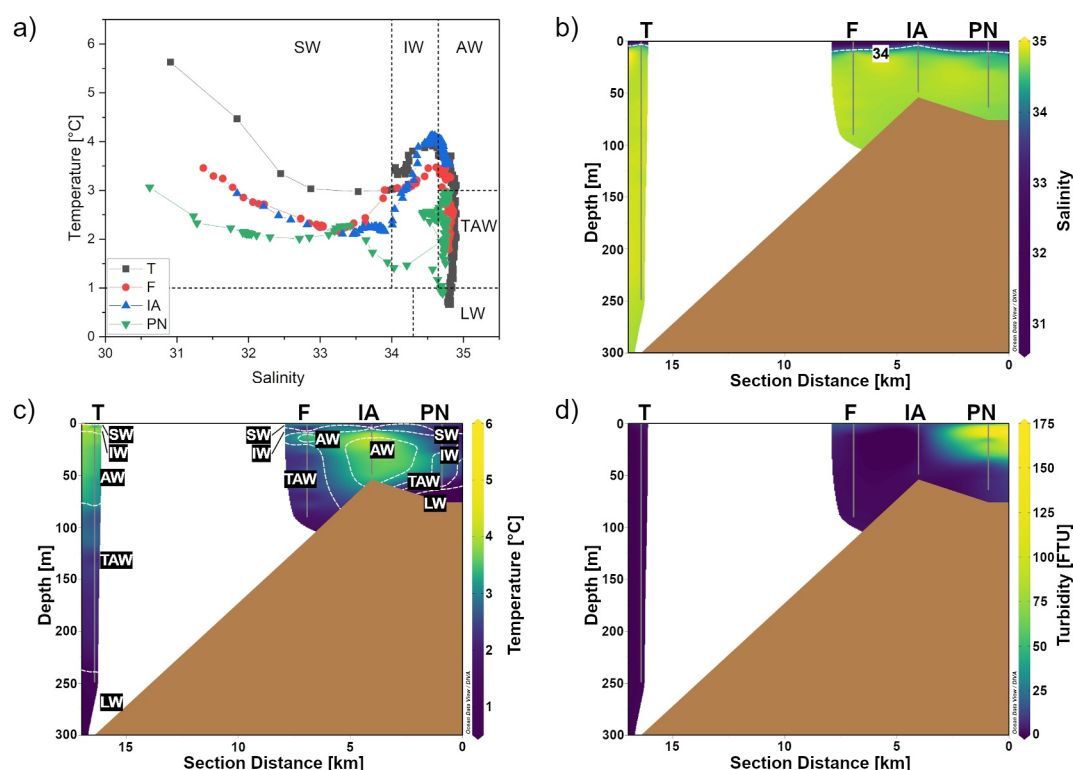 a)
SW
IW
AW
TAW
LW
Temperature [°C]
6
5
4
3
2
1
0
T
F
IA
PN
30
31
32
33
34
35
Salinity
b)
T
F
IA
PN
34
Depth [m]
0
50
100
150
200
250
300
15
10
5
0
Section Distance [km]
Ocean Data View / DIVA
35
34
33
32
31
Salinity
c)
T
F
IA
PN
SW
IW
AW
TAW
LW
SW
IW
AW
TAW
AW
SW
IW
TAW
LW
Depth [m]
0
50
100
150
200
250
300
15
10
5
0
Section Distance [km]
Ocean Data View / DIVA
6
5
4
3
2
1
Temperature [°C]
d)
T
F
IA
PN
Depth [m]
0
50
100
150
200
250
300
15
10
5
0
Section Distance [km]
Ocean Data View / DIVA
175
150
125
100
75
50
25
0
Turbidity [FTU]